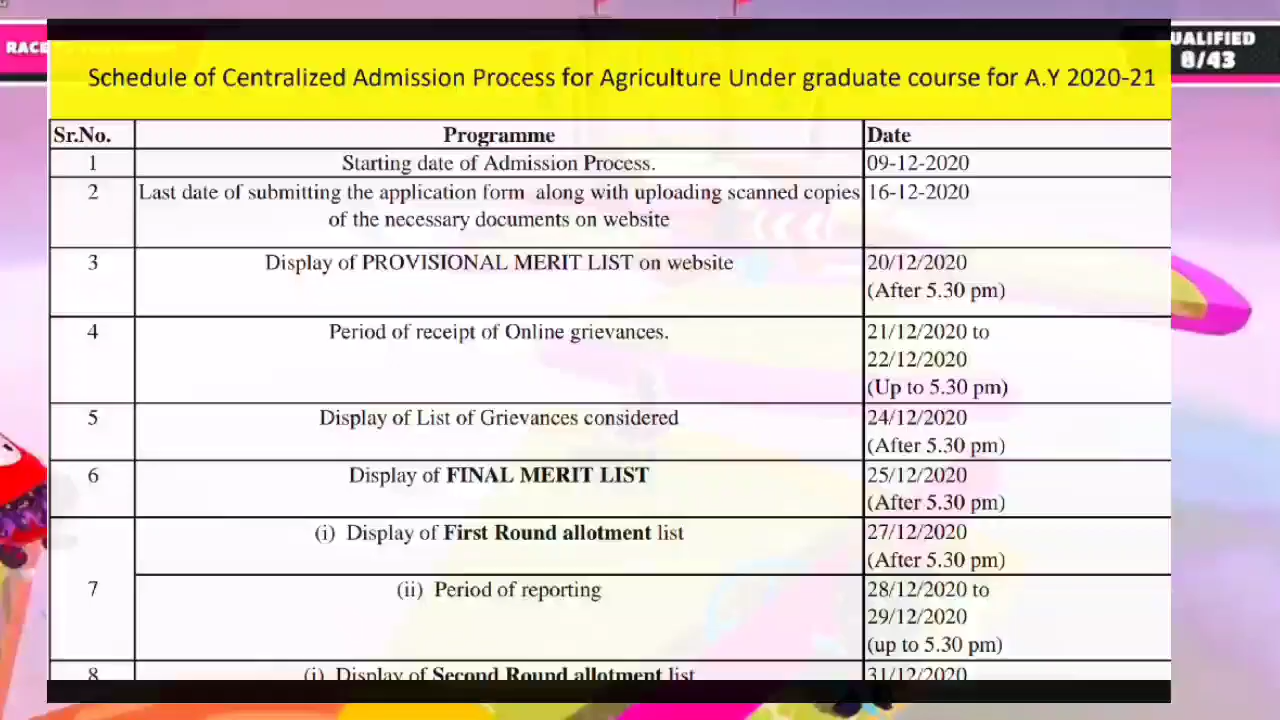 RACE
UALIFIED
8/43
Schedule of Centralized Admission Process for Agriculture Under graduate course for A.Y 2020-21
Sr.No. Programme Date
1 Starting date of Admission Process. 09-12-2020
2 Last date of submitting the application form along with uploading scanned copies 16-12-2020
of the necessary documents on website
3 Display of PROVISIONAL MERIT LIST on website 20/12/2020
(After 5.30 pm)
4 Period of receipt of Online grievances. 21/12/2020 to
22/12/2020
(Up to 5.30 pm)
5 Display of List of Grievances considered 24/12/2020
(After 5.30 pm)
6 Display of FINAL MERIT LIST 25/12/2020
(After 5.30 pm)
(i) Display of First Round allotment list 27/12/2020
(After 5.30 pm)
7 (ii) Period of reporting 28/12/2020 to
29/12/2020
(up to 5.30 pm)
8 (i) Display of Second Round allotment list 31/12/2020